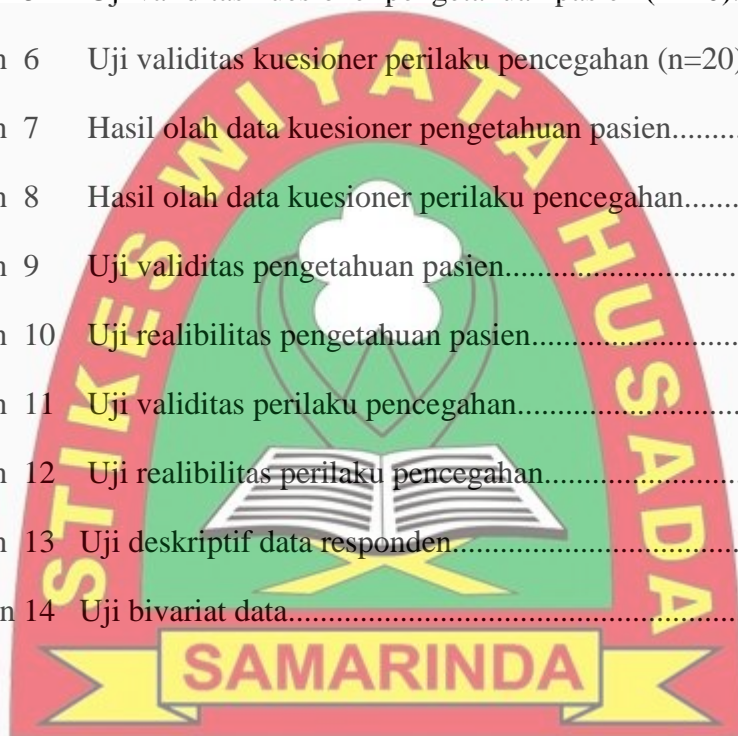 n 6 Uji validitas kuesioner perilaku pencegahan (n=20)
n 7 Hasil olah data kuesioner pengetahuan pasien..........
n 8 Hasil olah data kuesioner perilaku pencegahan.......
n 9 Uji validitas pengetahuan pasien..............................
n 10 Uji realibilitas pengetahuan pasien...........................
n 11 Uji validitas perilaku pencegahan............................
n 12 Uji realibilitas perilaku pencegahan.........................
n 13 Uji deskriptif data responden...................................
n 14 Uji bivariat data........................................................
STIKES WIYATA HUSADA
SAMARINDA